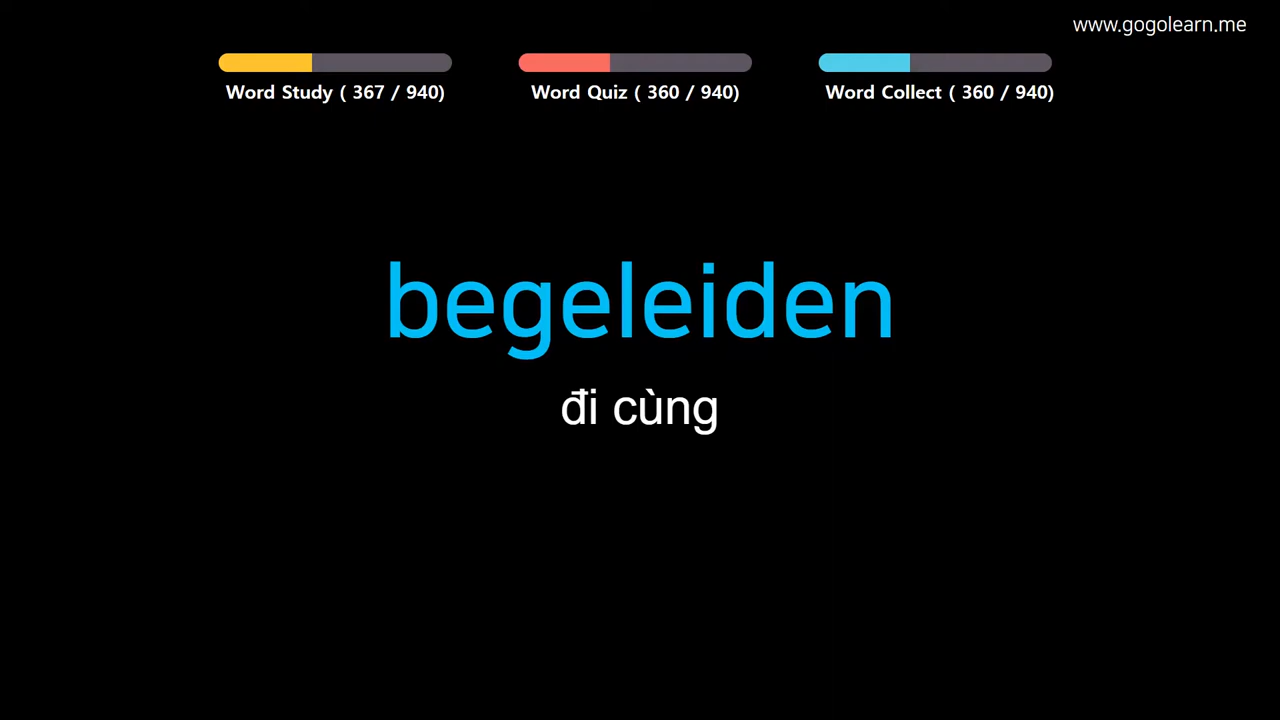 www.gogolearn.me
Word Study ( 367 / 940)
Word Quiz ( 360 / 940)
Word Collect ( 360 / 940)
begeleiden
đi cùng